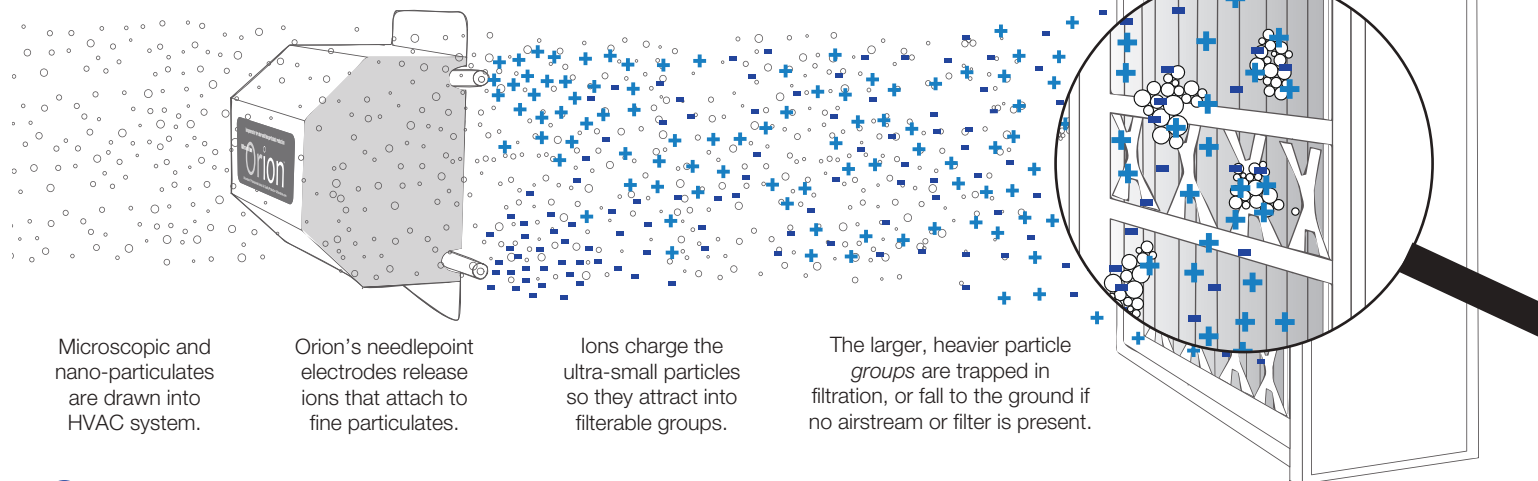 Orion
Microscopic and
nano-particulates
are drawn into
HVAC system.
Orion's needlepoint
electrodes release
ions that attach to
fine particulates.
Ions charge the
ultra-small particles
so they attract into
filterable groups.
The larger, heavier particle
groups are trapped in
filtration, or fall to the ground if
no airstream or filter is present.